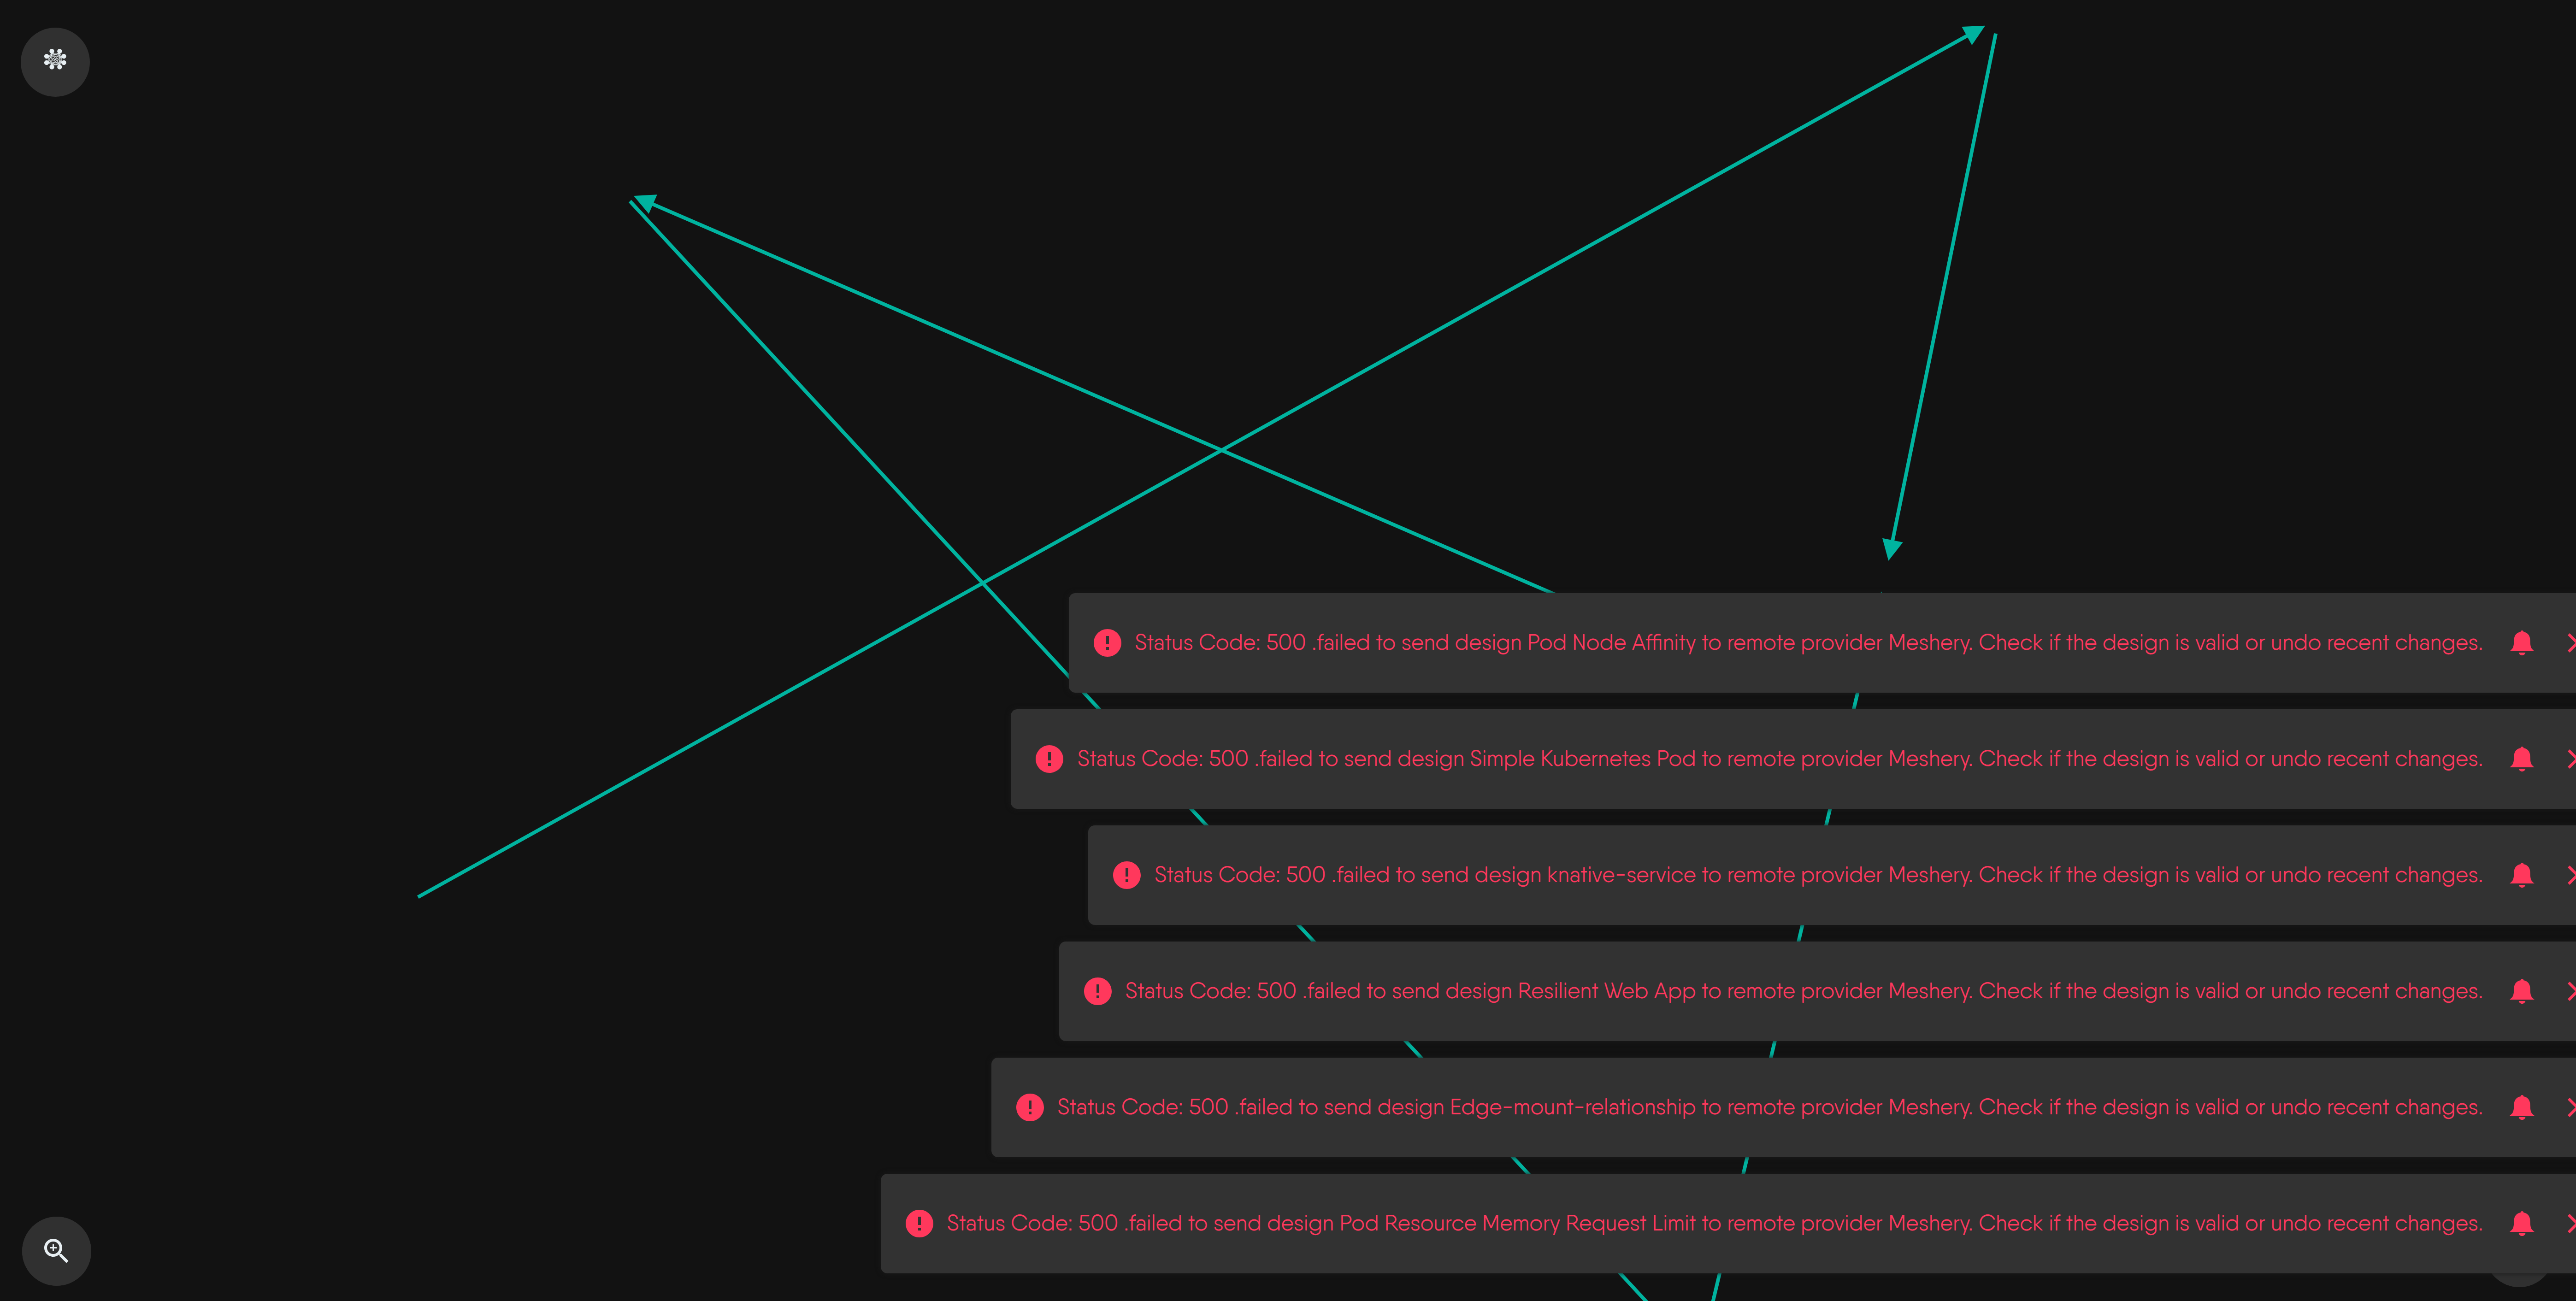 Status Code: 500 .failed to send design Pod Node Affinity to remote provider Meshery. Check if the design is valid or undo recent changes.
Status Code: 500 .failed to send design Simple Kubernetes Pod to remote provider Meshery. Check if the design is valid or undo recent changes.
Status Code: 500 .failed to send design knative-service to remote provider Meshery. Check if the design is valid or undo recent changes.
Status Code: 500 .failed to send design Resilient Web App to remote provider Meshery. Check if the design is valid or undo recent changes.
Status Code: 500 .failed to send design Edge-mount-relationship to remote provider Meshery. Check if the design is valid or undo recent changes.
Status Code: 500 .failed to send design Pod Resource Memory Request Limit to remote provider Meshery. Check if the design is valid or undo recent changes.